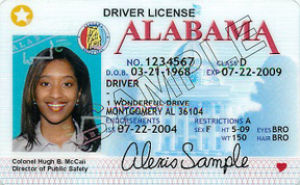 DRIVER LICENSE
ALABAMA
NO. 1234567 CLASS D
D.O.B. 03-21-1968 EXP 07-22-2009
DRIVER
1 WONDERFUL DRIVE
MONTGOMERY AL 36104
ENDORSEMENTS RESTRICTIONS A
ISS 07-22-2004 SEX F HT 5-09 EYES BRO
WT 150 HAIR BRO
Alexis Sample
Colonel Hugh B. McCall
Director of Public Safety
SAMPLE